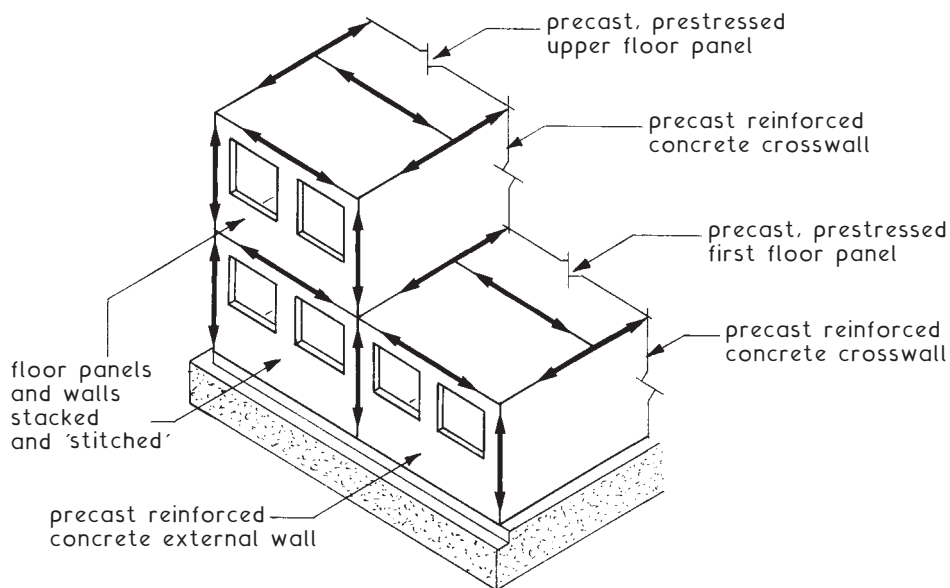 precast, prestressed
upper floor panel
precast reinforced
concrete crosswall
precast, prestressed
first floor panel
precast reinforced
concrete crosswall
floor panels
and walls
stacked
and ‘stitched’
precast reinforced
concrete external wall